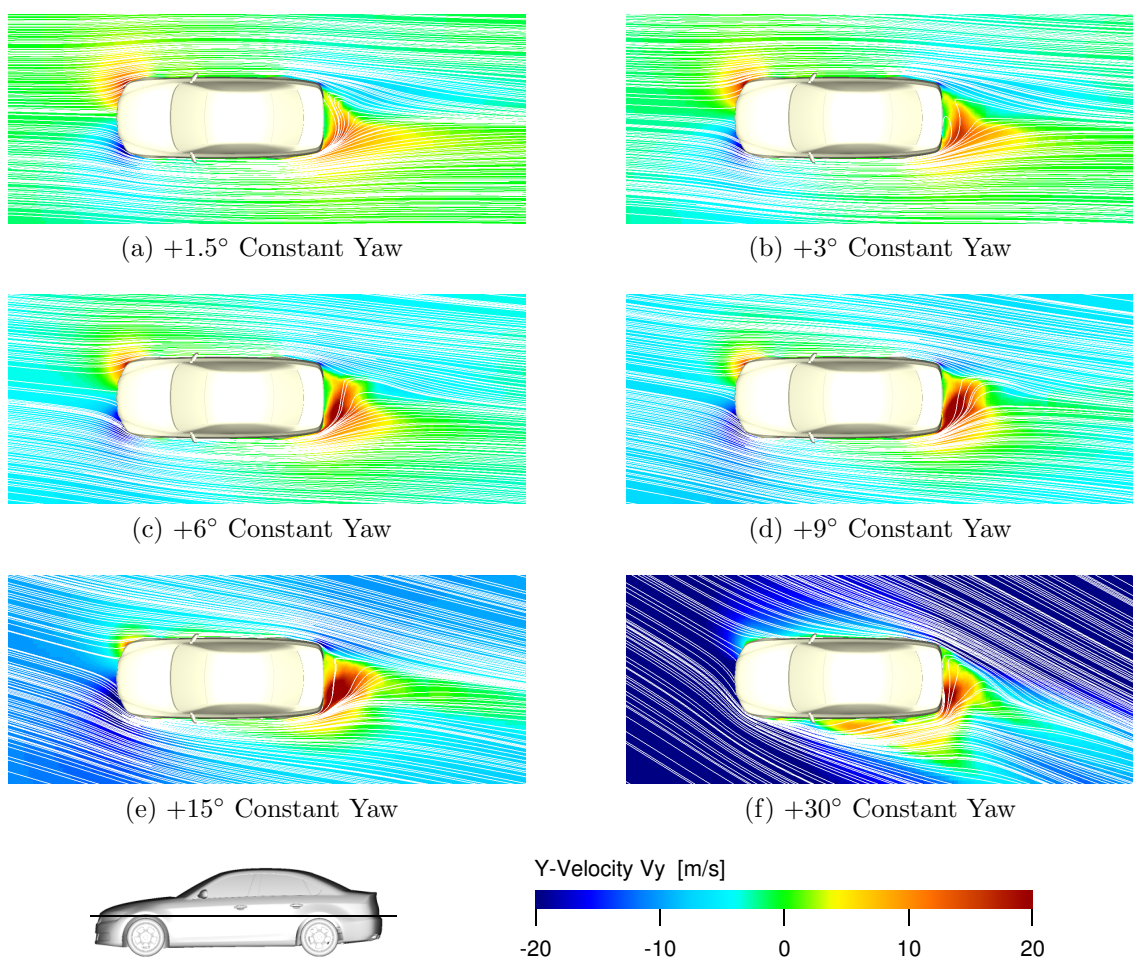 (a) +1.5° Constant Yaw
(b) +3° Constant Yaw
(c) +6° Constant Yaw
(d) +9° Constant Yaw
(e) +15° Constant Yaw
(f) +30° Constant Yaw
Y-Velocity Vy [m/s]
-20 -10 0 10 20